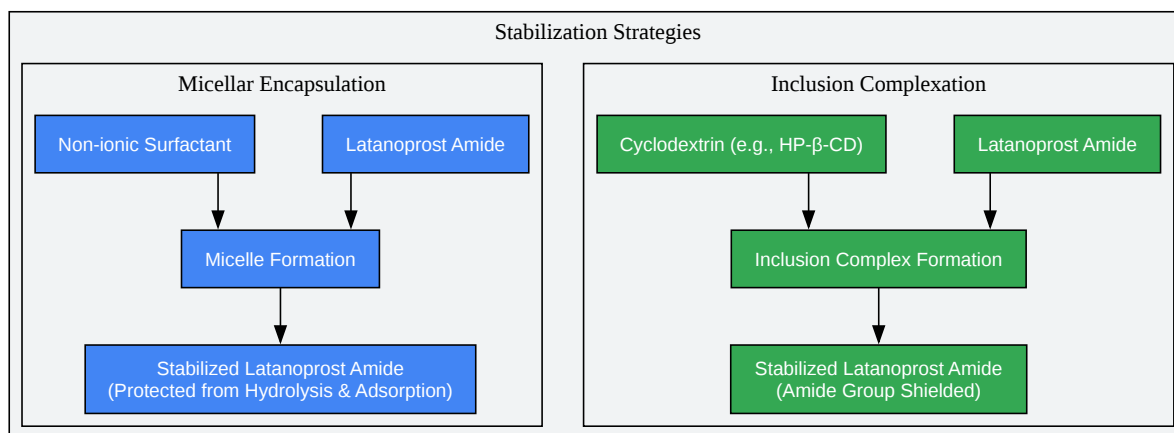 Stabilization Strategies
Micellar Encapsulation
Non-ionic Surfactant
Latanoprost Amide
Micelle Formation
Stabilized Latanoprost Amide
(Protected from Hydrolysis & Adsorption)
Inclusion Complexation
Cyclodextrin (e.g., HP-β-CD)
Latanoprost Amide
Inclusion Complex Formation
Stabilized Latanoprost Amide
(Amide Group Shielded)